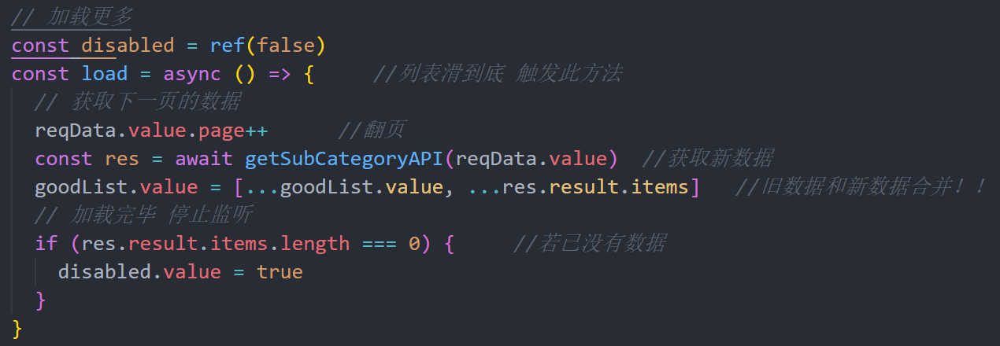 // 加载更多
const disabled = ref(false)
const load = async () => {     //列表滑到底 触发此方法
  // 获取下一页的数据
  reqData.value.page++      //翻页
  const res = await getSubCategoryAPI(reqData.value)  //获取新数据
  goodList.value = [...goodList.value, ...res.result.items]   //旧数据和新数据合并！！
  // 加载完毕 停止监听
  if (res.result.items.length === 0) {     //若已没有数据
    disabled.value = true
  }
}